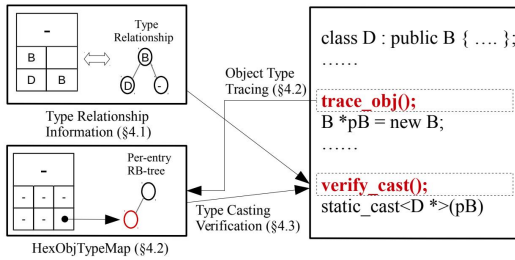 -
B
D B
Type
Relationship
B
D -
Type Relationship
Information (§4.1)
-
- - -
- -
Per-entry
RB-tree
HexObjTypeMap (§4.2)
Object Type
Tracing (§4.2)
Type Casting
Verification (§4.3)
class D : public B { .... };
......
trace_obj();
B *pB = new B;
......
verify_cast();
static_cast<D *>(pB)